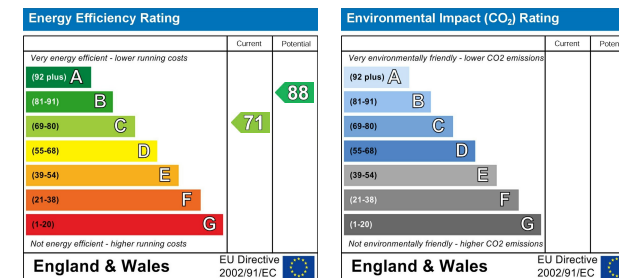 Energy Efficiency Rating
Current Potential
Very energy efficient - lower running costs
(92 plus) A
(81-91) B
88
(69-80) C
71
(55-68) D
(39-54) E
(21-38) F
(1-20) G
Not energy efficient - higher running costs
England & Wales
EU Directive
2002/91/EC
Environmental Impact (CO₂) Rating
Current Poten
Very environmentally friendly - lower CO2 emissions
(92 plus) A
(81-91) B
(69-80) C
(55-68) D
(39-54) E
(21-38) F
(1-20) G
Not environmentally friendly - higher CO2 emissions
England & Wales
EU Directive
2002/91/EC